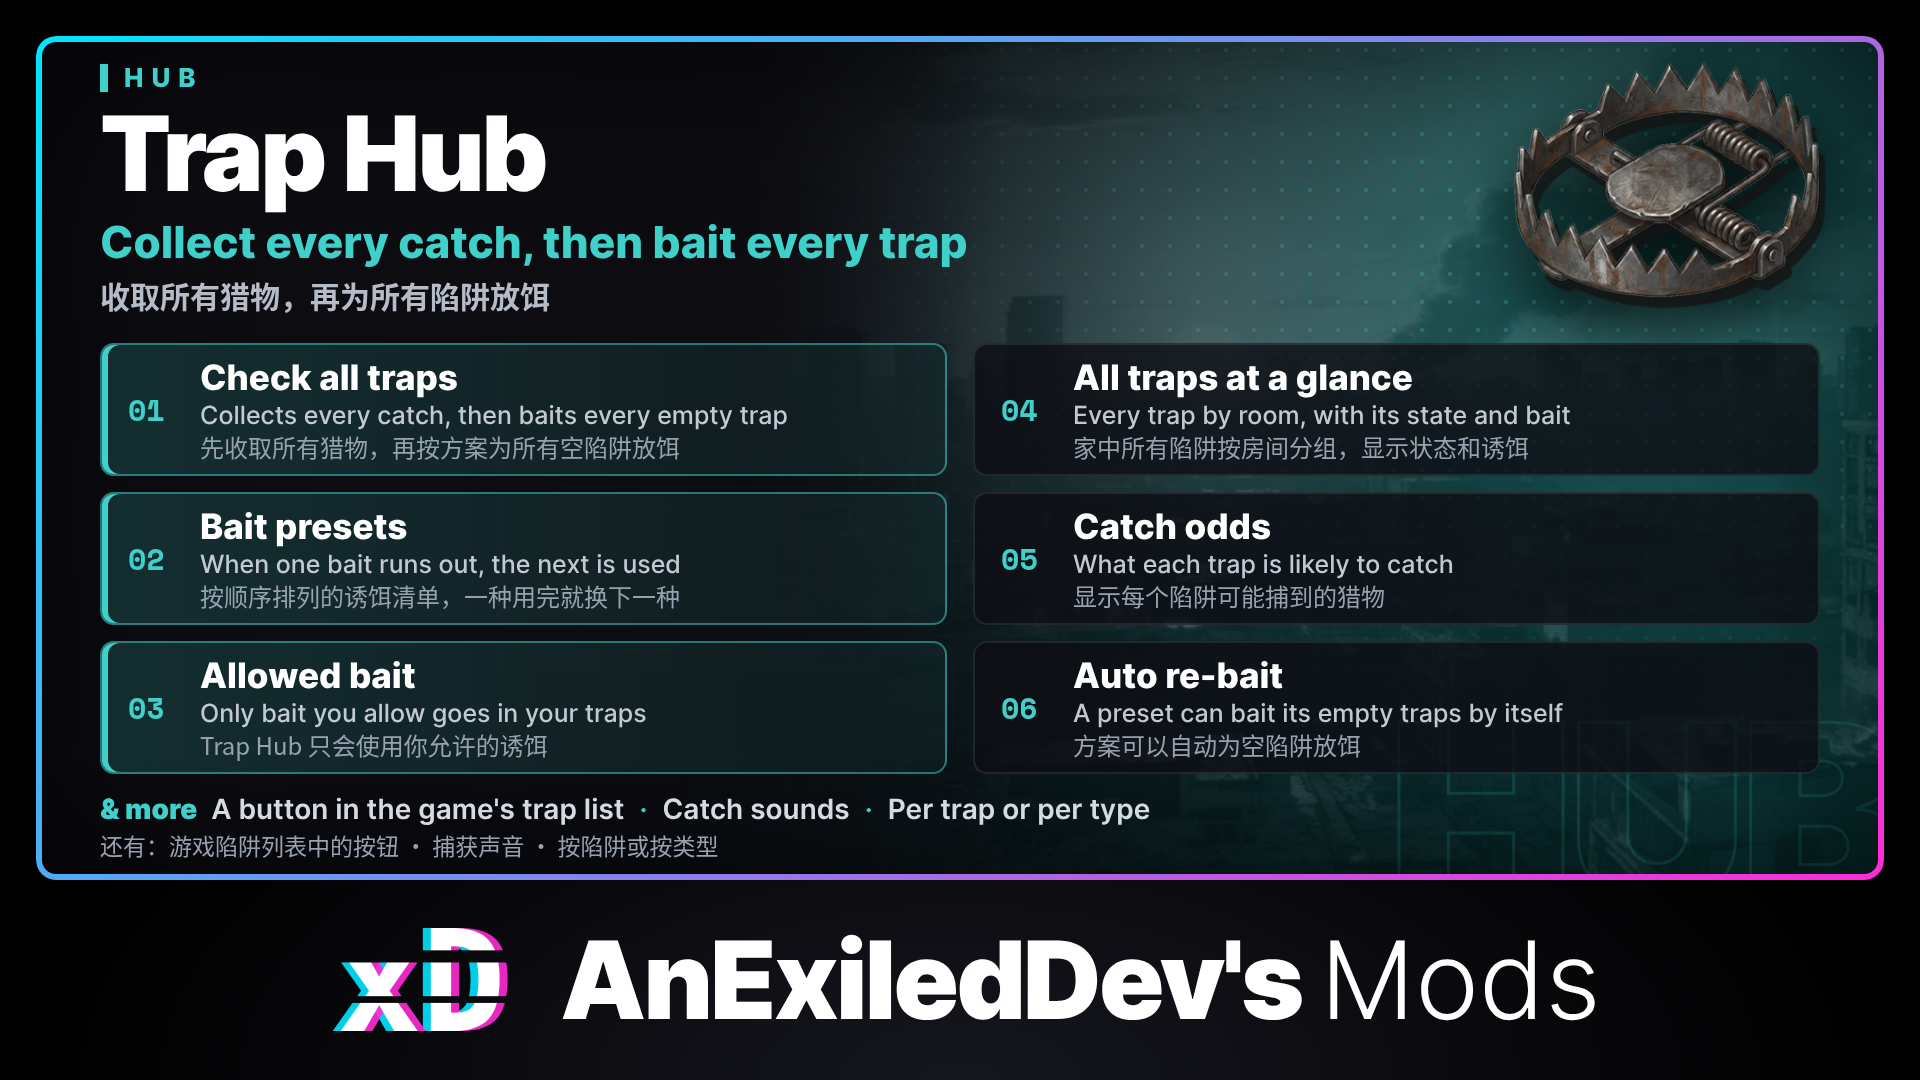 HUB
Trap Hub
Collect every catch, then bait every trap
收取所有猎物，再为所有陷阱放饵
01
Check all traps
Collects every catch, then baits every empty trap
先收取所有猎物，再按方案为所有空陷阱放饵
02
Bait presets
When one bait runs out, the next is used
按顺序排列的诱饵清单，一种用完就换下一种
03
Allowed bait
Only bait you allow goes in your traps
Trap Hub 只会使用你允许的诱饵
04
All traps at a glance
Every trap by room, with its state and bait
家中所有陷阱按房间分组，显示状态和诱饵
05
Catch odds
What each trap is likely to catch
显示每个陷阱可能捕到的猎物
06
Auto re-bait
A preset can bait its empty traps by itself
方案可以自动为空陷阱放饵
& more A button in the game's trap list · Catch sounds · Per trap or per type
还有：游戏陷阱列表中的按钮 • 捕获声音 • 按陷阱或按类型
HUB
xD AnExiledDev's Mods